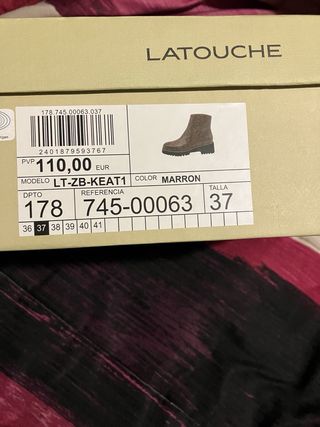 LATOUCHE
178.745.00063.037
2401879593767
PVP 110,00 EUR
MODELO LT-ZB-KEAT1 COLOR MARRON
DPTO REFERENCIA TALLA
178 745-00063 37
36 37 38 39 40 41